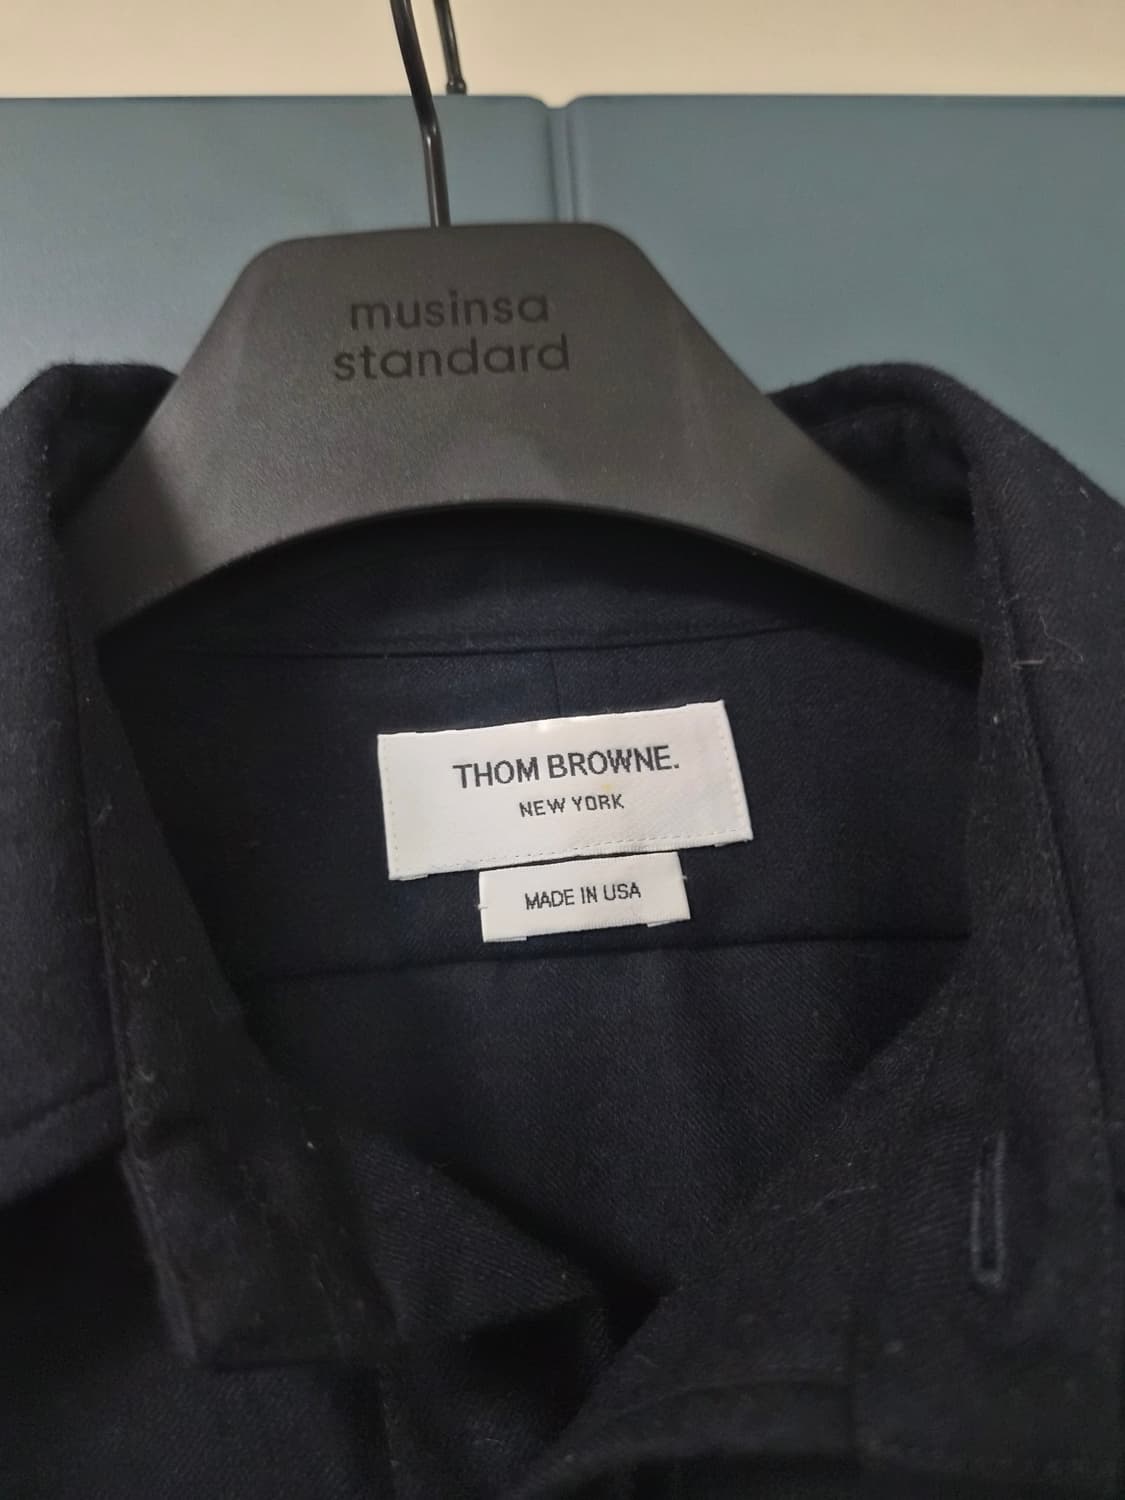 musinsa
standard
THOM BROWNE.
NEW YORK
MADE IN USA